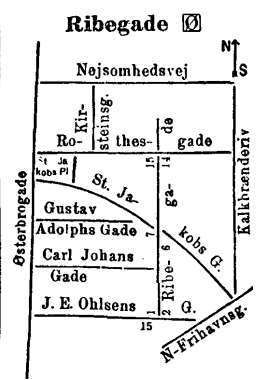 Ribegade Ø
N
S
Nøjsomhedsvej
Kir-
steinsg.
Ro-
thes-
de
gade
St Ja
kobs Pl
15
14
St. Ja-
ga-
Østerbrogade
Kalkbrænderiv
Gustav
Adolphs Gade
7
kobs G.
6
Carl Johans
Gade
Ribe-
J. E. Ohlsens
G.
1
2
15
N-Frihavnsg.